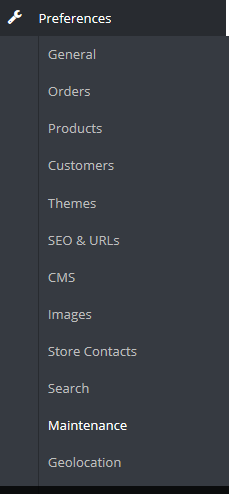 Preferences
General
Orders
Products
Customers
Themes
SEO & URLs
CMS
Images
Store Contacts
Search
Maintenance
Geolocation